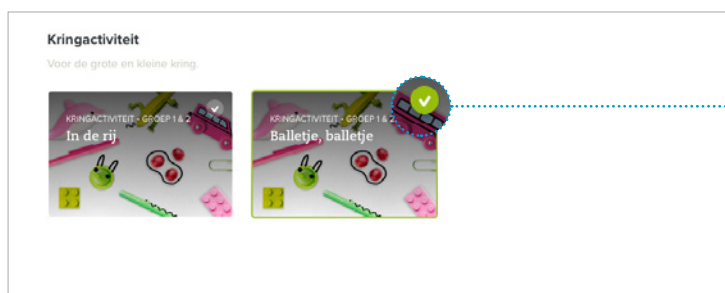 Kringactiviteit
Voor de grote en kleine kring.
KRINGACTIVITEIT • GROEP 1 & 2
In de rij
KRINGACTIVITEIT • GROEP 1 & 2
Balletje, balletje